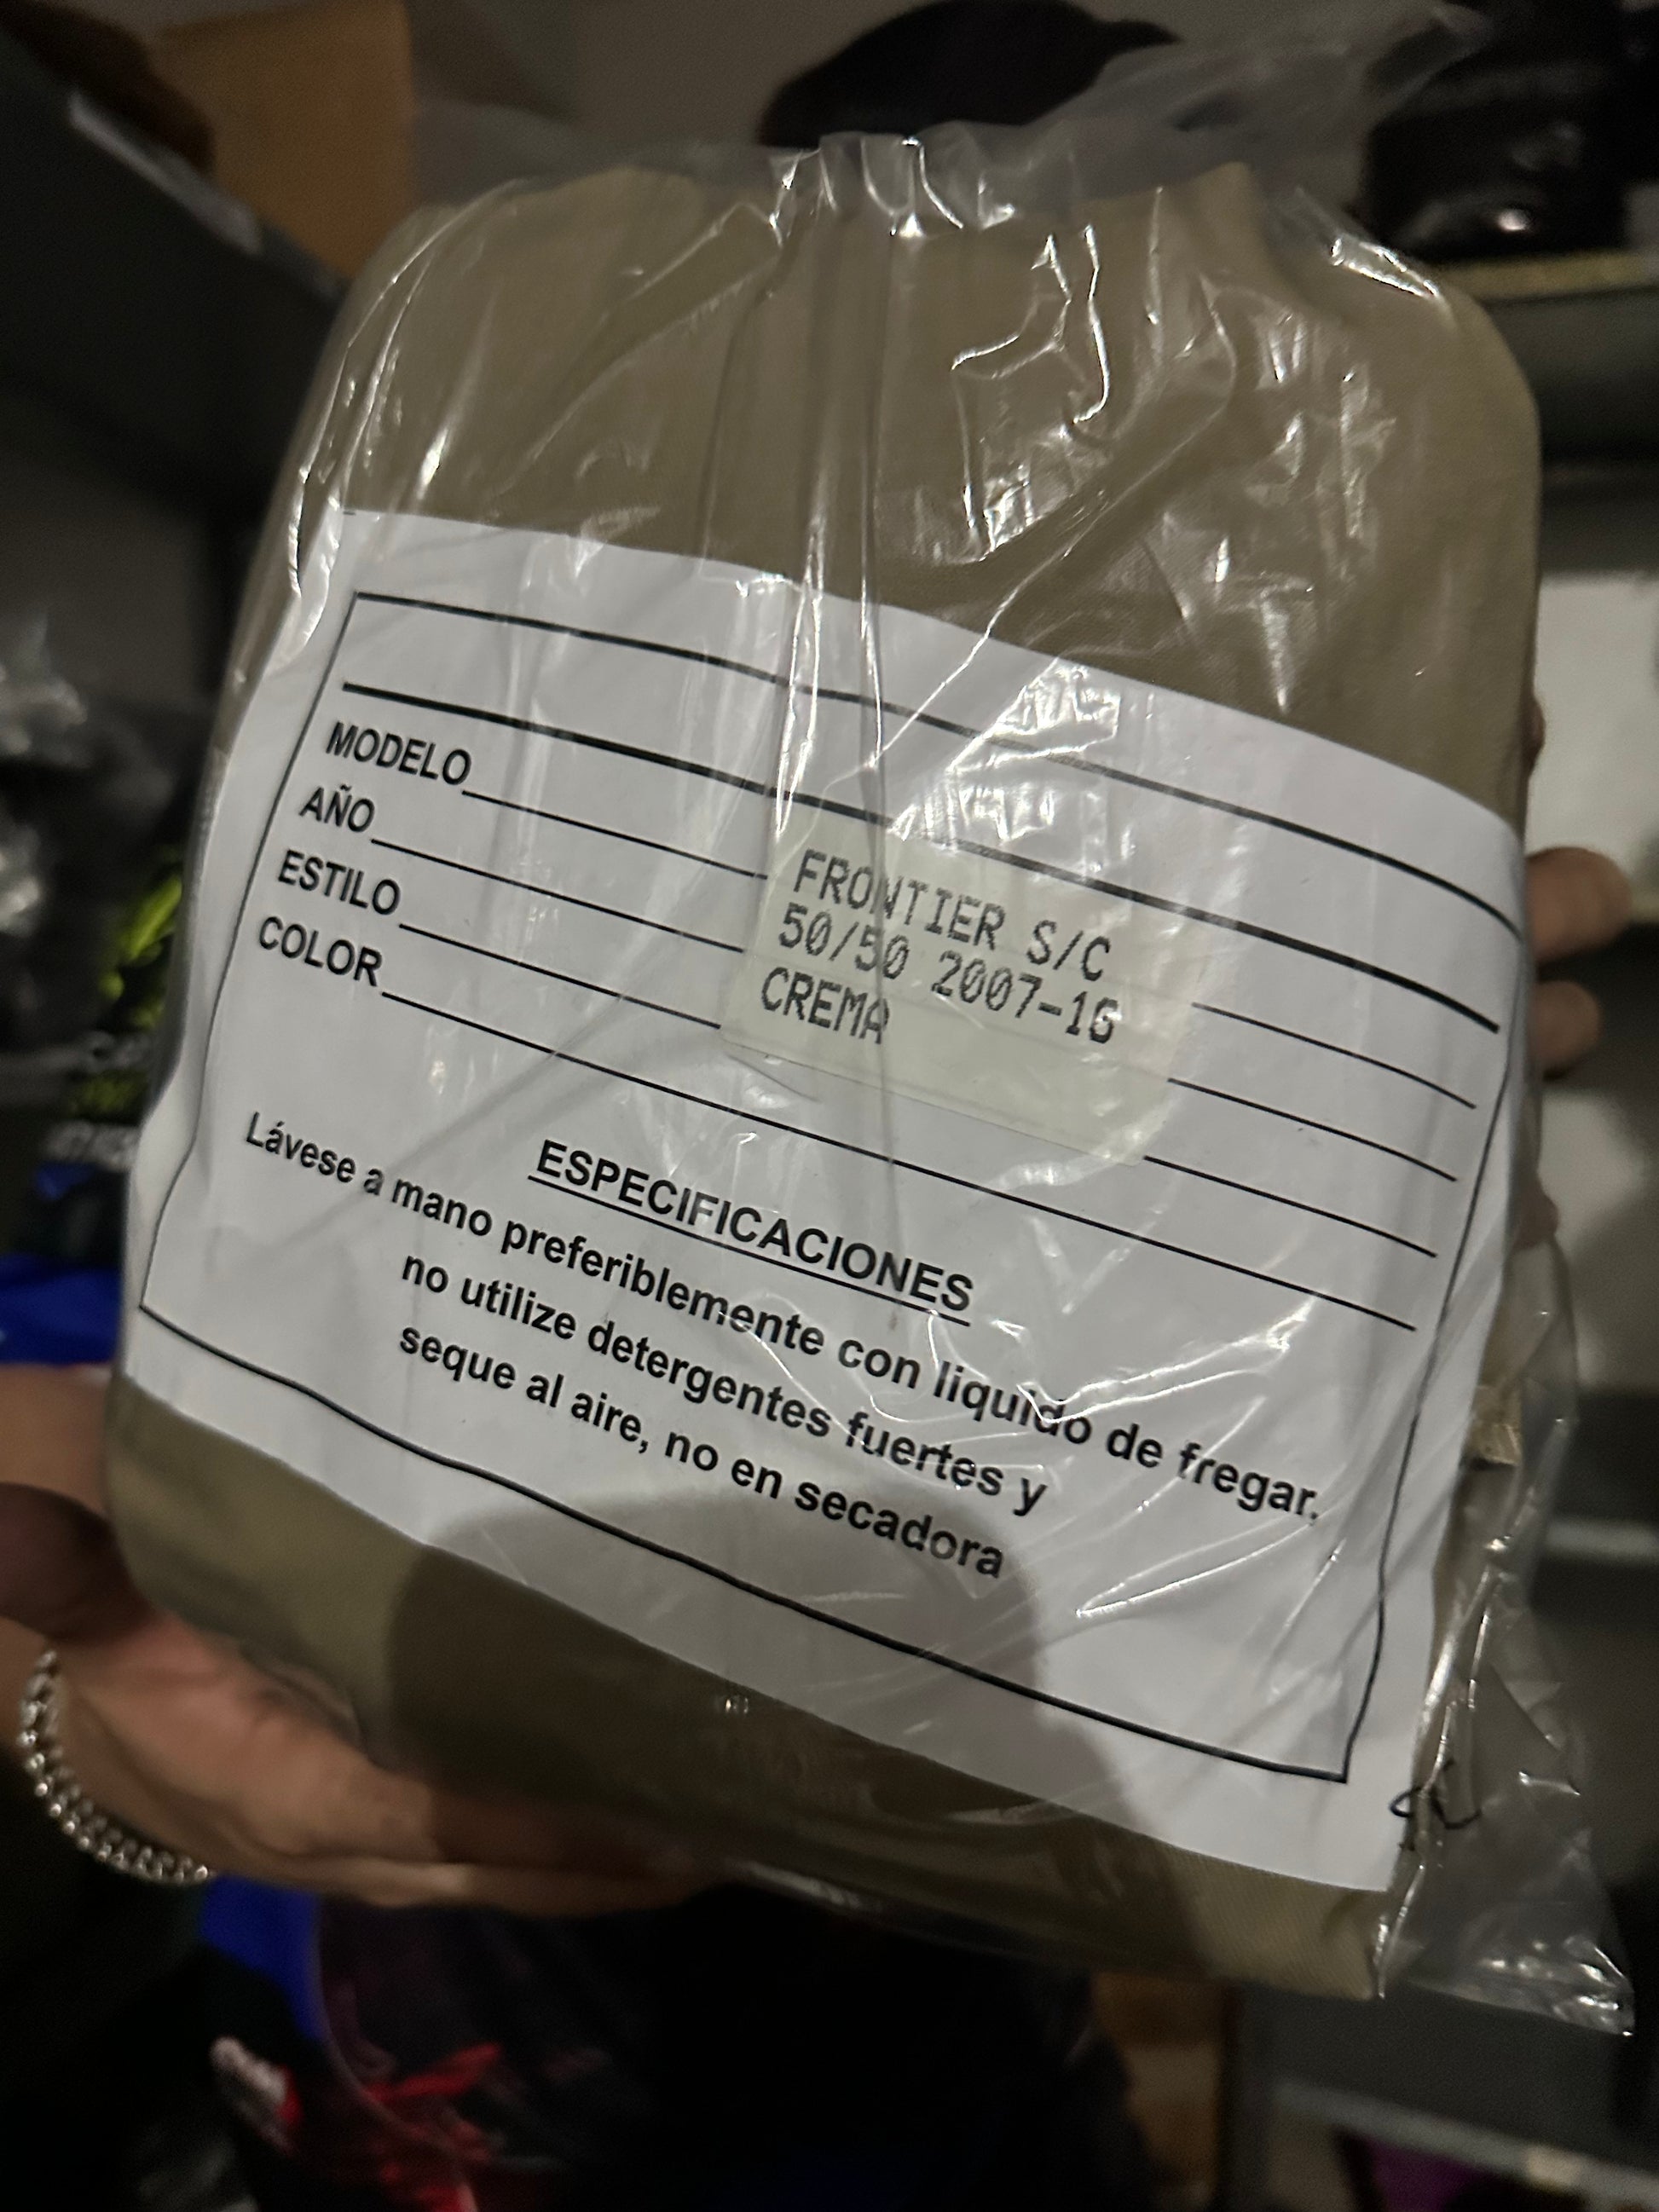 MODELO
AÑO
ESTILO
COLOR
FRONTIER S/C
50/50 2007-16
CREMA
ESPECIFICACIONES
Lávese a mano preferiblemente con liquido de fregar.
no utilize detergentes fuertes y
seque al aire, no en secadora